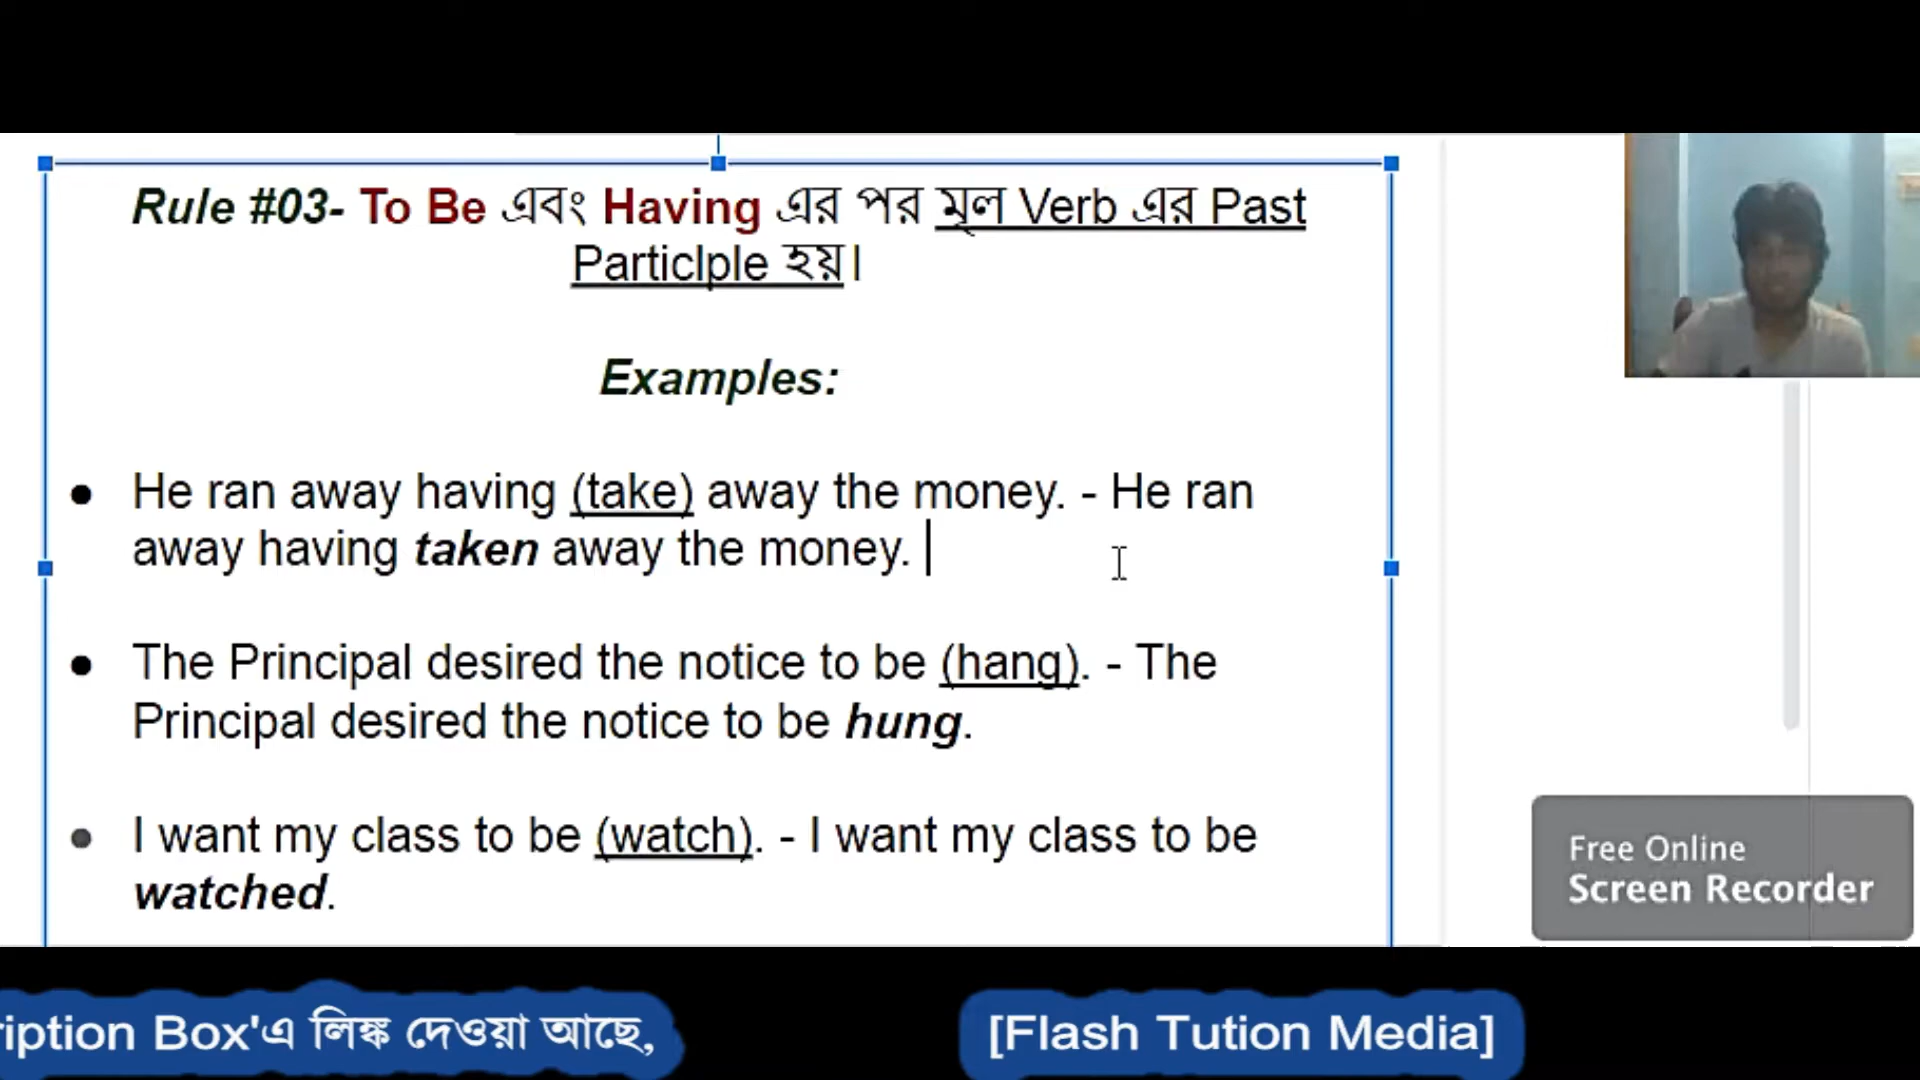 Rule #03- To Be এবং Having এর পর মূল Verb এর Past
Particlple হয়।
Examples:
● He ran away having (take) away the money. - He ran
away having taken away the money.
● The Principal desired the notice to be (hang). - The
Principal desired the notice to be hung.
● I want my class to be (watch). - I want my class to be
watched.
Free Online
Screen Recorder
ription Box'এ লিঙ্ক দেওয়া আছে,
[Flash Tution Media]